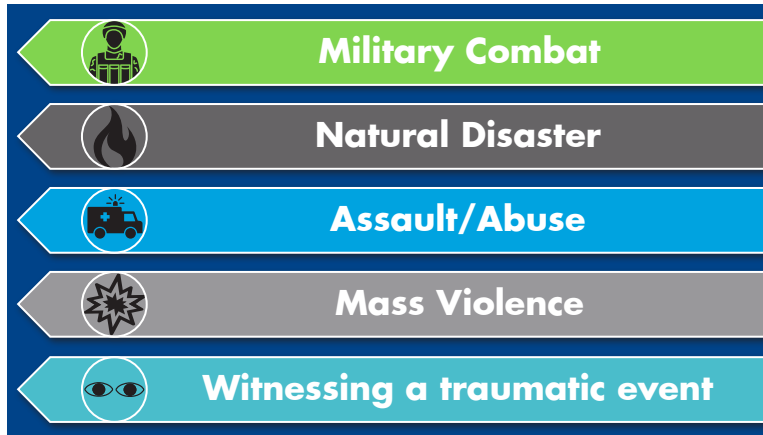 Military Combat
Natural Disaster
Assault/Abuse
Mass Violence
Witnessing a traumatic event